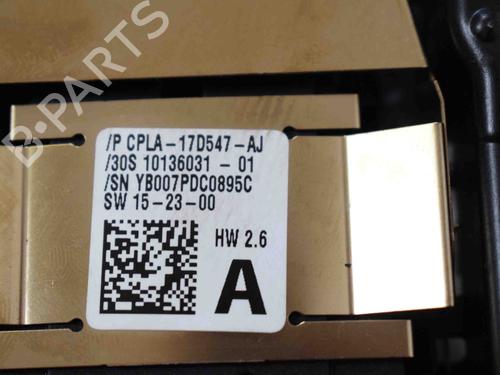 B-PARTS
/P CPLA-17D547-AJ
/30S 10136031 - 01
/SN YB007PDC0895C
SW 15-23-00
HW 2.6
A